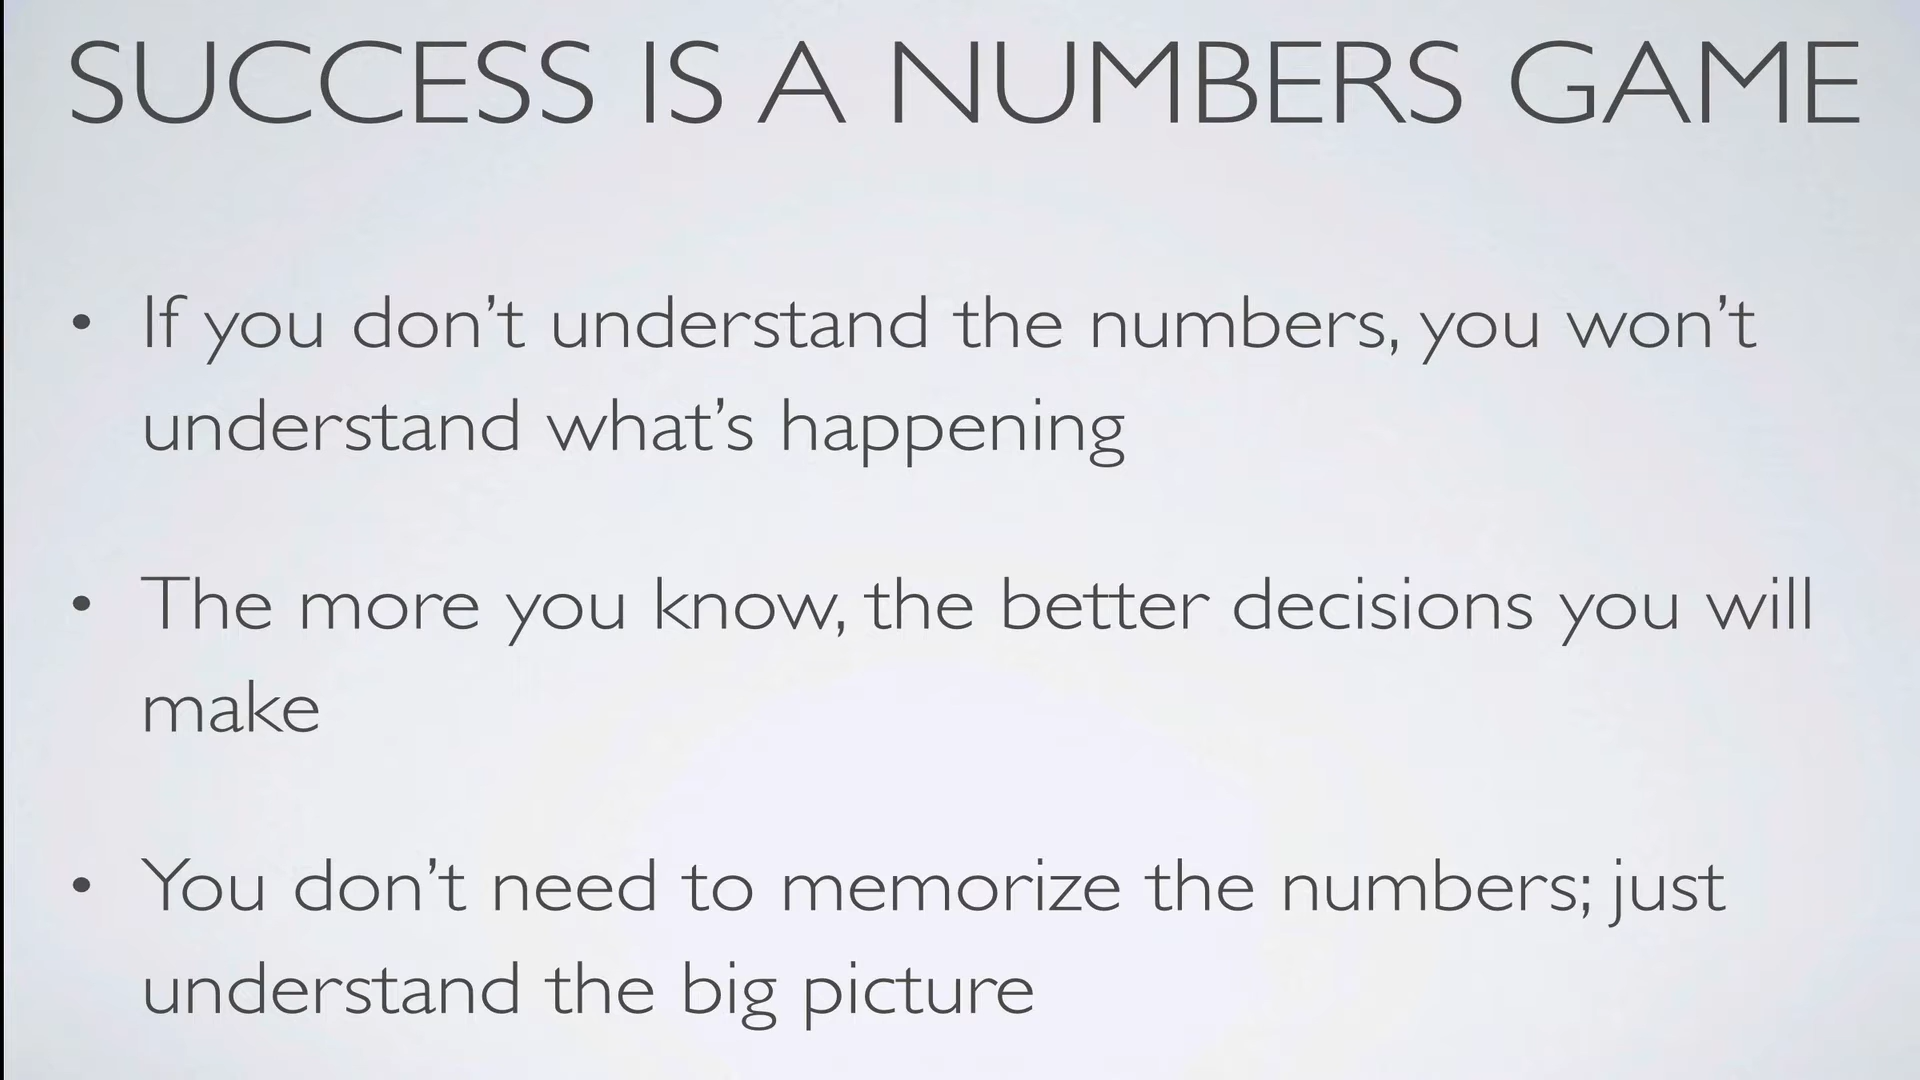 SUCCESS IS A NUMBERS GAME
• If you don’t understand the numbers, you won’t
understand what’s happening
• The more you know, the better decisions you will
make
• You don’t need to memorize the numbers; just
understand the big picture